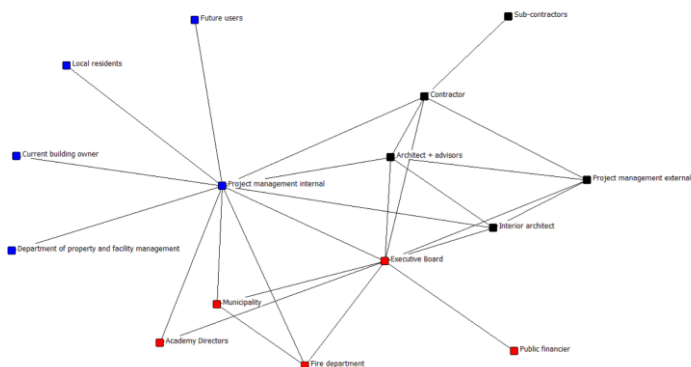 Future users
Sub-contractors
Local residents
Contractor
Current building owner
Architect + advisors
Project management internal
Project management external
Interior architect
Department of property and facility management
Executive Board
Municipality
Academy Directors
Public financier
Fire department